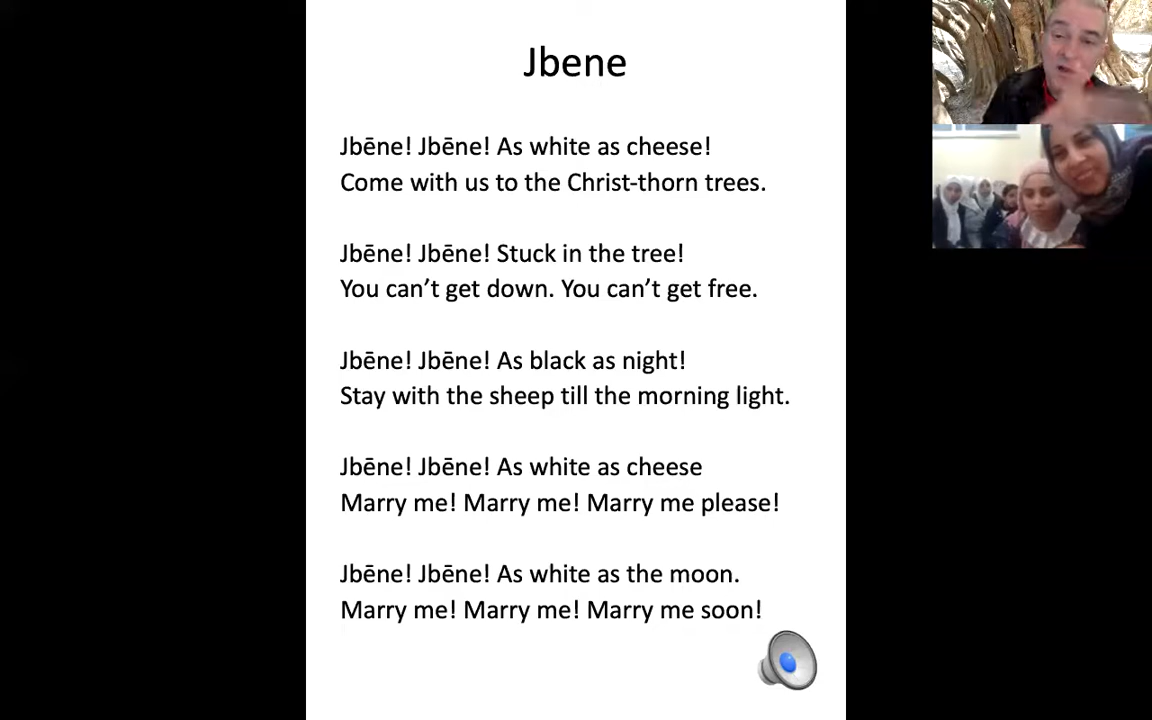 Jbene
Jbēne! Jbēne! As white as cheese!
Come with us to the Christ-thorn trees.
Jbēne! Jbēne! Stuck in the tree!
You can’t get down. You can’t get free.
Jbēne! Jbēne! As black as night!
Stay with the sheep till the morning light.
Jbēne! Jbēne! As white as cheese
Marry me! Marry me! Marry me please!
Jbēne! Jbēne! As white as the moon.
Marry me! Marry me! Marry me soon!